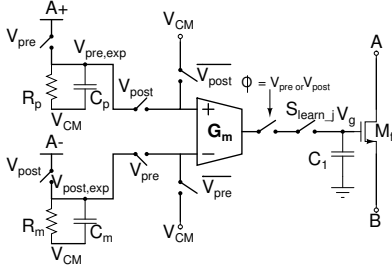 A+
V_pre
V_pre,exp
R_p
C_p
V_CM
V_post
V_CM
V_post
ϕ = V_pre or V_post
G_m
+
−
S_learn_j
V_g
C_1
A
B
A-
V_post
V_post,exp
V_pre
V_pre
R_m
C_m
V_CM
V_CM